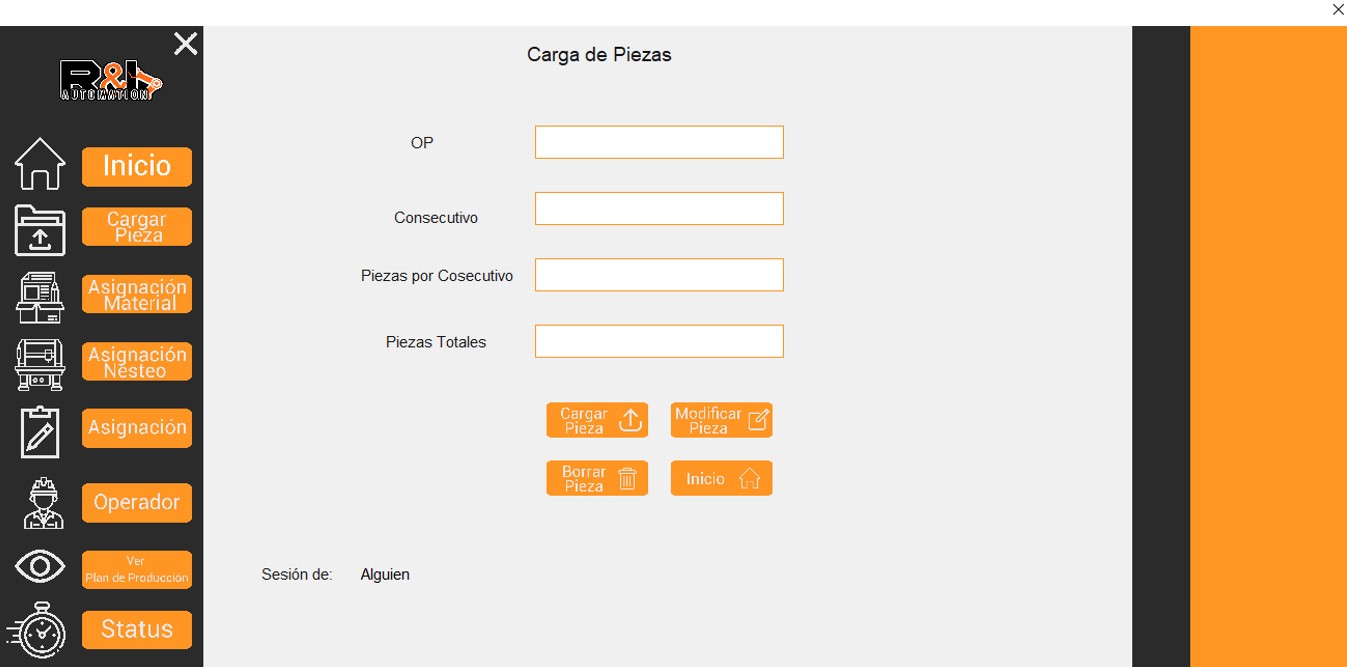 R&I
AUTOMATION
Carga de Piezas
Inicio
Cargar
Pieza
Asignación
Material
Asignación
Nesteo
Asignación
Operador
Ver
Plan de Producción
Status
OP
Consecutivo
Piezas por Cosecutivo
Piezas Totales
Cargar
Pieza
Modificar
Pieza
Borrar
Pieza
Inicio
Sesión de: Alguien